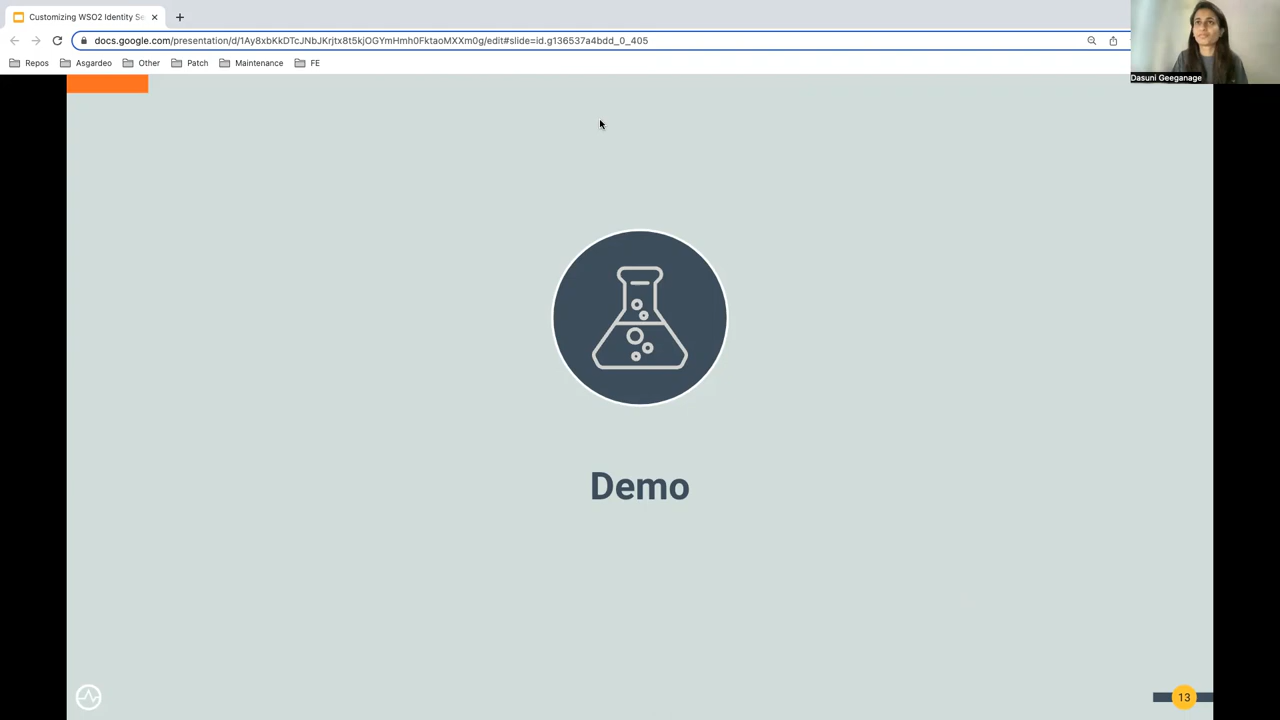 Customizing WSO2 Identity Se
docs.google.com/presentation/d/1Ay8xbKkDTcJNbJKrjtx8t5kjOGYmHmh0FktaoMXXm0g/edit#slide=id.g136537a4bdd_0_405
Repos Asgardeo Other Patch Maintenance FE
Dasuni Geeganage
Demo
13